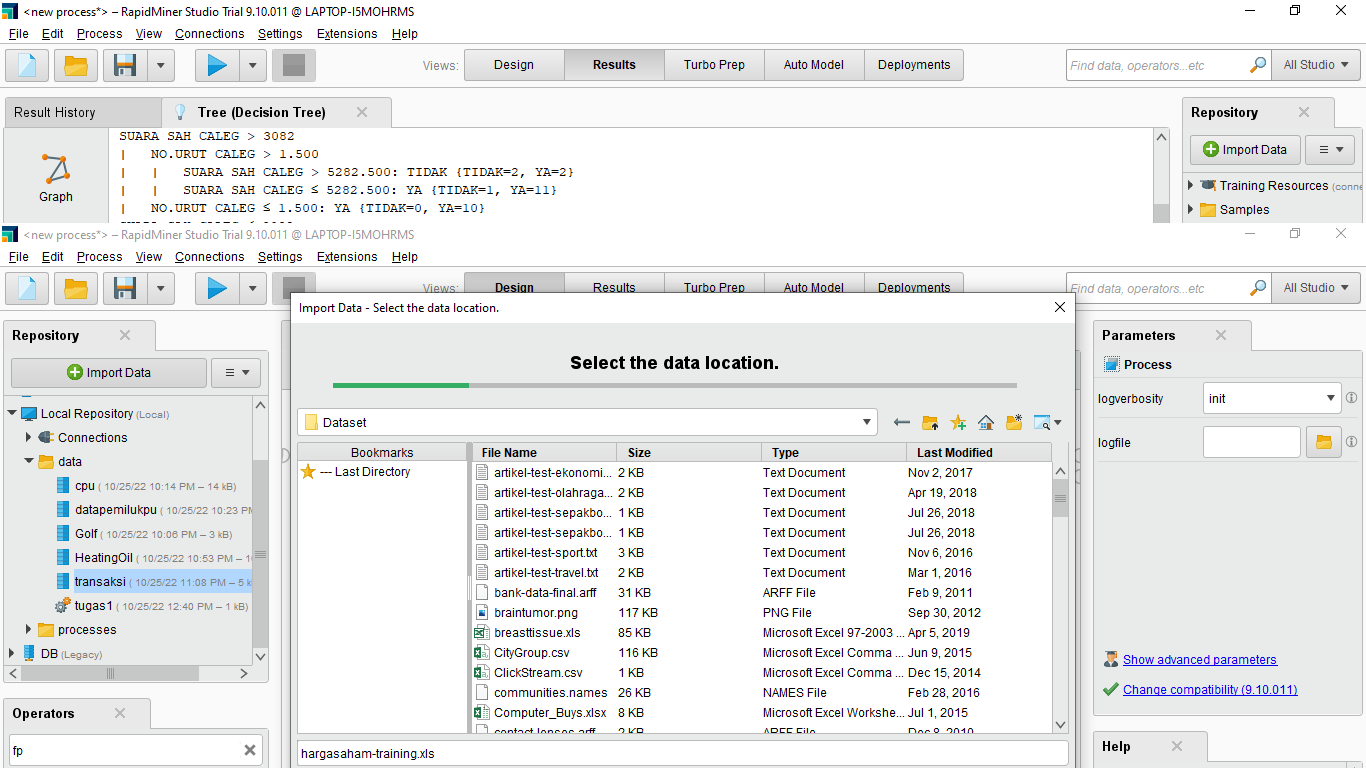 <new process*> – RapidMiner Studio Trial 9.10.011 @ LAPTOP-I5MOHRMS
File Edit Process View Connections Settings Extensions Help
Views: Design Results Turbo Prep Auto Model Deployments Find data, operators...etc All Studio
Result History Tree (Decision Tree) Repository
SUARA SAH CALEG > 3082
| NO.URUT CALEG > 1.500
| | SUARA SAH CALEG > 5282.500: TIDAK {TIDAK=2, YA=2}
| | SUARA SAH CALEG ≤ 5282.500: YA {TIDAK=1, YA=11}
| NO.URUT CALEG ≤ 1.500: YA {TIDAK=0, YA=10}
Graph
Import Data
Training Resources (conne
Samples
<new process*> – RapidMiner Studio Trial 9.10.011 @ LAPTOP-I5MOHRMS
File Edit Process View Connections Settings Extensions Help
Views: Design Results Turbo Prep Auto Model Deployments Find data, operators...etc All Studio
Repository
Import Data
Local Repository (Local)
Connections
data
cpu ( 10/25/22 10:14 PM – 14 kB)
datapemilukpu ( 10/25/22 10:23 PM
Golf ( 10/25/22 10:06 PM – 3 kB)
HeatingOil ( 10/25/22 10:53 PM – 1
transaksi ( 10/25/22 11:08 PM – 5 k
tugas1 ( 10/25/22 12:40 PM – 1 kB)
processes
DB (Legacy)
Operators
fp
Import Data - Select the data location.
Select the data location.
Dataset
Bookmarks File Name Size Type Last Modified
--- Last Directory
artikel-test-ekonomi... 2 KB Text Document Nov 2, 2017
artikel-test-olahraga... 2 KB Text Document Apr 19, 2018
artikel-test-sepakbo... 1 KB Text Document Jul 26, 2018
artikel-test-sepakbo... 1 KB Text Document Jul 26, 2018
artikel-test-sport.txt 3 KB Text Document Nov 6, 2016
artikel-test-travel.txt 2 KB Text Document Mar 1, 2016
bank-data-final.arff 31 KB ARFF File Feb 9, 2011
braintumor.png 117 KB PNG File Sep 30, 2012
breasttissue.xls 85 KB Microsoft Excel 97-2003 ... Apr 5, 2019
CityGroup.csv 116 KB Microsoft Excel Comma ... Jun 9, 2015
ClickStream.csv 1 KB Microsoft Excel Comma ... Dec 15, 2014
communities.names 26 KB NAMES File Feb 28, 2016
Computer_Buys.xlsx 8 KB Microsoft Excel Workshe... Jul 1, 2015
contact-lenses.arff 2 KB ARFF File Dec 8, 2010
hargasaham-training.xls
Parameters
Process
logverbosity init
logfile
Show advanced parameters
Change compatibility (9.10.011)
Help